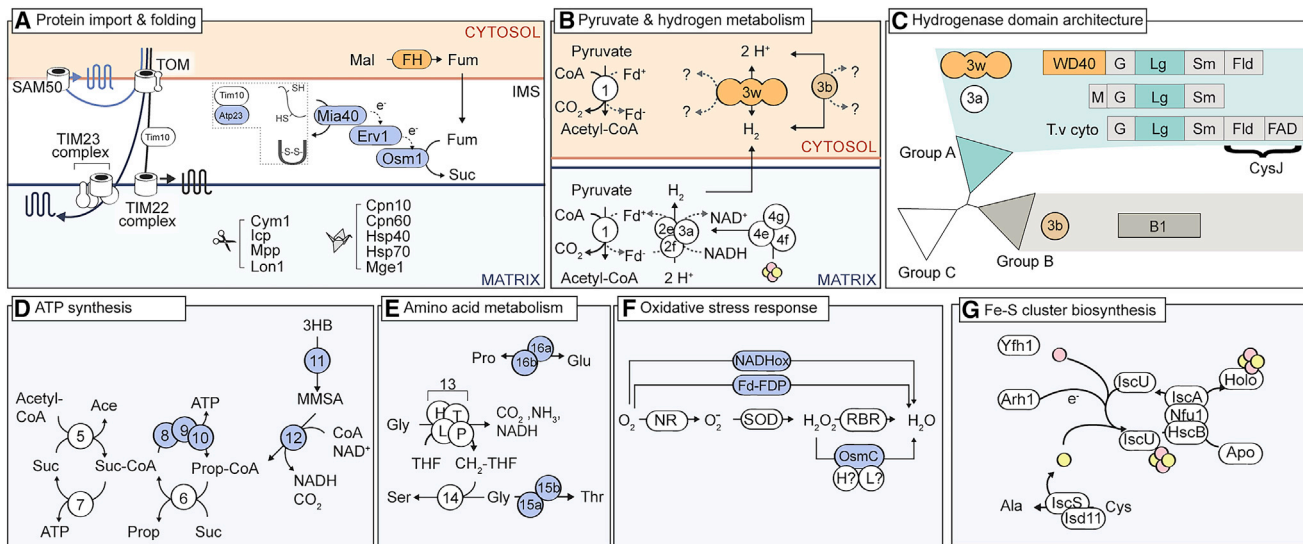 A Protein import & folding
CYTOSOL
TOM
SAM50
IMS
TIM23
complex
Tim10
TIM22
complex
Mal FH Fum
Tim10
Atp23
SH
HS
-S-S-
Mia40
e-
Erv1
e-
Osm1
Fum
Suc
Cym1
Icp
Mpp
Lon1
Cpn10
Cpn60
Hsp40
Hsp70
Mge1
MATRIX
B Pyruvate & hydrogen metabolism
Pyruvate
CoA Fd⁺
1
CO₂ Fd⁻
Acetyl-CoA
2 H⁺
? ?
3w 3b
? ?
H₂
CYTOSOL
Pyruvate
CoA Fd⁺
1
CO₂ Fd⁻
Acetyl-CoA
H₂
2e 3a
2f
2 H⁺
NAD⁺
NADH
4g
4e 4f
MATRIX
C Hydrogenase domain architecture
3w
WD40 G Lg Sm Fld
3a
M G Lg Sm
T.v cyto G Lg Sm Fld FAD
CysJ
Group A
3b
B1
Group B
Group C
D ATP synthesis
3HB
11
MMSA
12
CoA
NAD⁺
NADH
CO₂
Acetyl-
CoA
Ace
5
Suc
Suc-CoA
7
ATP
ATP
8 9 10
Prop-CoA
6
Prop Suc
E Amino acid metabolism
Pro 16b 16a Glu
13
Gly H T L P CO₂,NH₃,
NADH
THF CH₂-THF
Ser 14 Gly 15a 15b Thr
F Oxidative stress response
NADHox
Fd-FDP
O₂ NR O₂⁻ SOD H₂O₂ RBR H₂O
OsmC
H? L?
G Fe-S cluster biosynthesis
Yfh1
Arh1
e-
IscU
IscA
Nfu1
HscB
Holo
IscU
Apo
Ala IscS Cys
Isd11